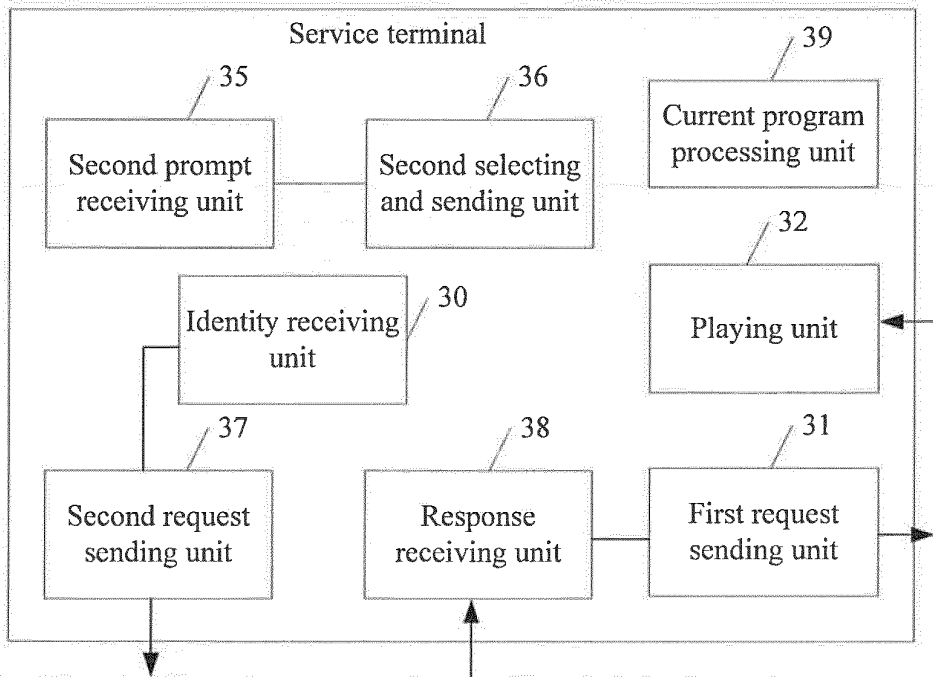 Service terminal
39
35
36
Current program
processing unit
Second prompt
receiving unit
Second selecting
and sending unit
32
30
Identity receiving
unit
Playing unit
37
38
31
Second request
sending unit
Response
receiving unit
First request
sending unit